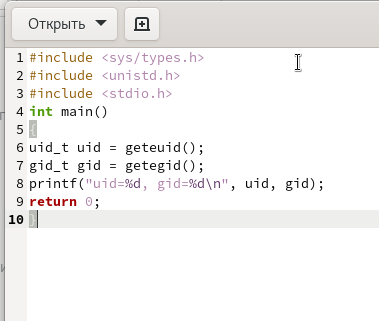 Открыть
1 #include <sys/types.h>
2 #include <unistd.h>
3 #include <stdio.h>
4 int main()
5 {
6 uid_t uid = geteuid();
7 gid_t gid = getegid();
8 printf("uid=%d, gid=%d\n", uid, gid);
9 return 0;
10 }